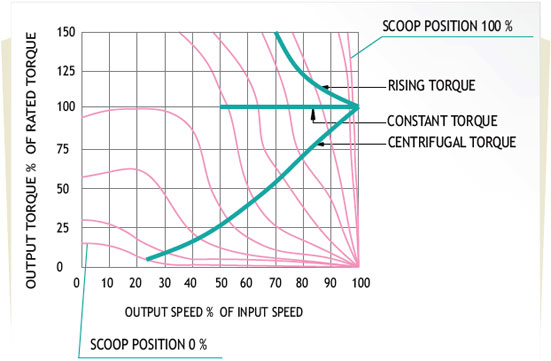 SCOOP POSITION 100 %
OUTPUT TORQUE % OF RATED TORQUE
150
125
100
75
50
25
0
RISING TORQUE
CONSTANT TORQUE
CENTRIFUGAL TORQUE
0 10 20 30 40 50 60 70 80 90 100
OUTPUT SPEED % OF INPUT SPEED
SCOOP POSITION 0 %